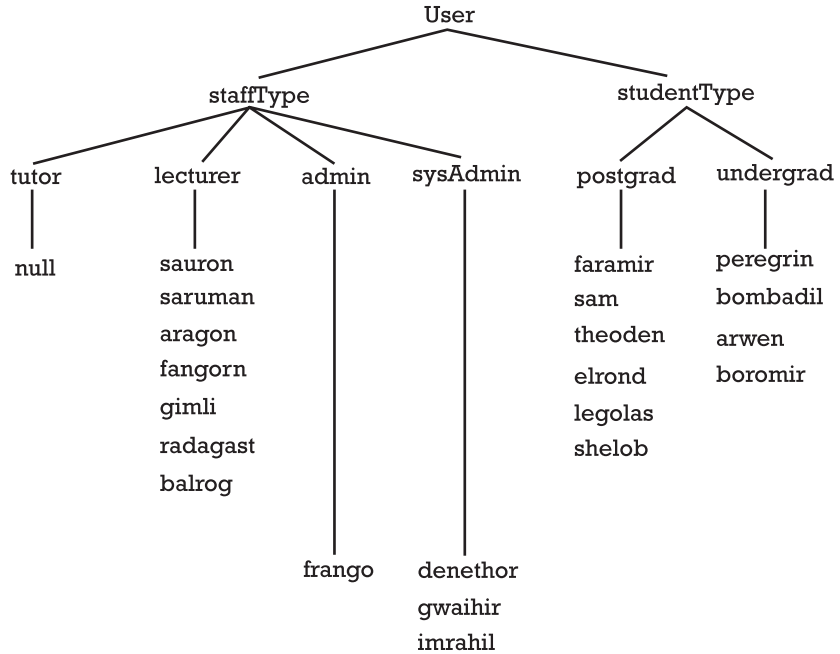 User
staffType
studentType
tutor
lecturer
admin
sysAdmin
postgrad
undergrad
null
sauron
saruman
aragon
fangorn
gimli
radagast
balrog
frango
denethor
gwaihir
imrahil
faramir
sam
theoden
elrond
legolas
shelob
peregrin
bombadil
arwen
boromir